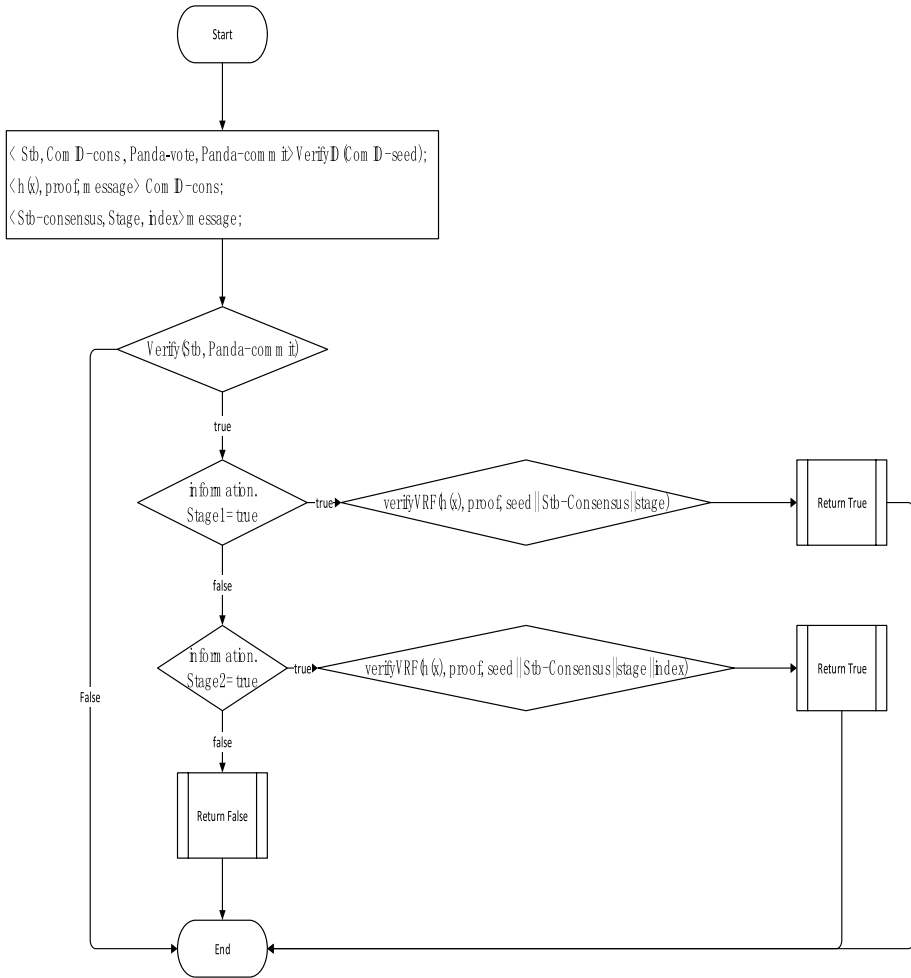 Start
< Stb, ComID-cons , Panda-vote, Panda-commit> VerifyID (ComID-seed);
<h(x), proof, message> ComID-cons;
<Stb-consensus, Stage, index>message;
Verify(Stb, Panda-commit)
true
information.
Stage1=true
true
verifyVRF(h(x), proof, seed||Stb-Consensus||stage)
Return True
false
information.
Stage2=true
true
verifyVRF(h(x), proof, seed||Stb-Consensus||stage||index)
Return True
False
false
Return False
End